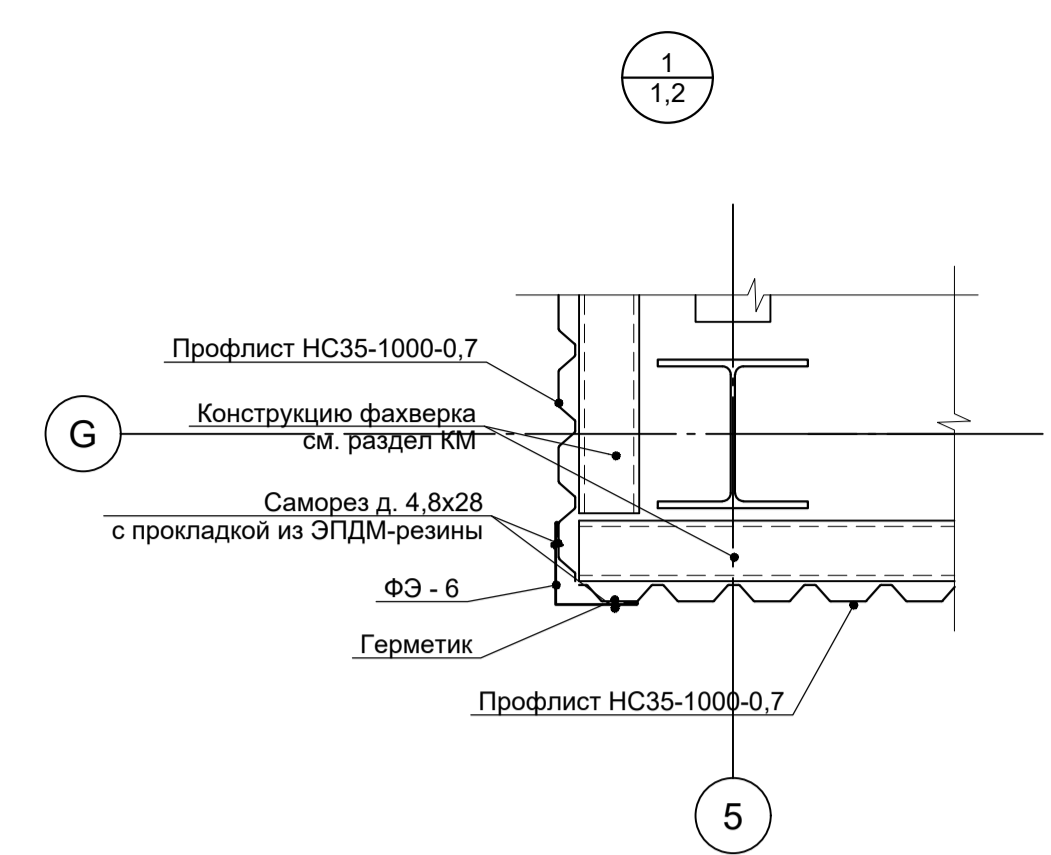 1
1,2
Профлист НС35-1000-0,7
Конструкцию фахверка
см. раздел КМ
G
Саморез д. 4,8х28
с прокладкой из ЭПДМ-резины
ФЭ - 6
Герметик
Профлист НС35-1000-0,7
5